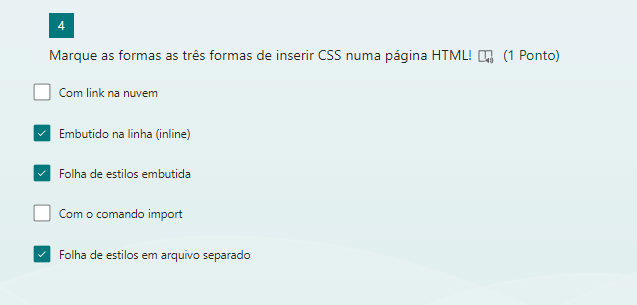 4
Marque as formas as três formas de inserir CSS numa página HTML! (1 Ponto)
Com link na nuvem
Embutido na linha (inline)
Folha de estilos embutida
Com o comando import
Folha de estilos em arquivo separado